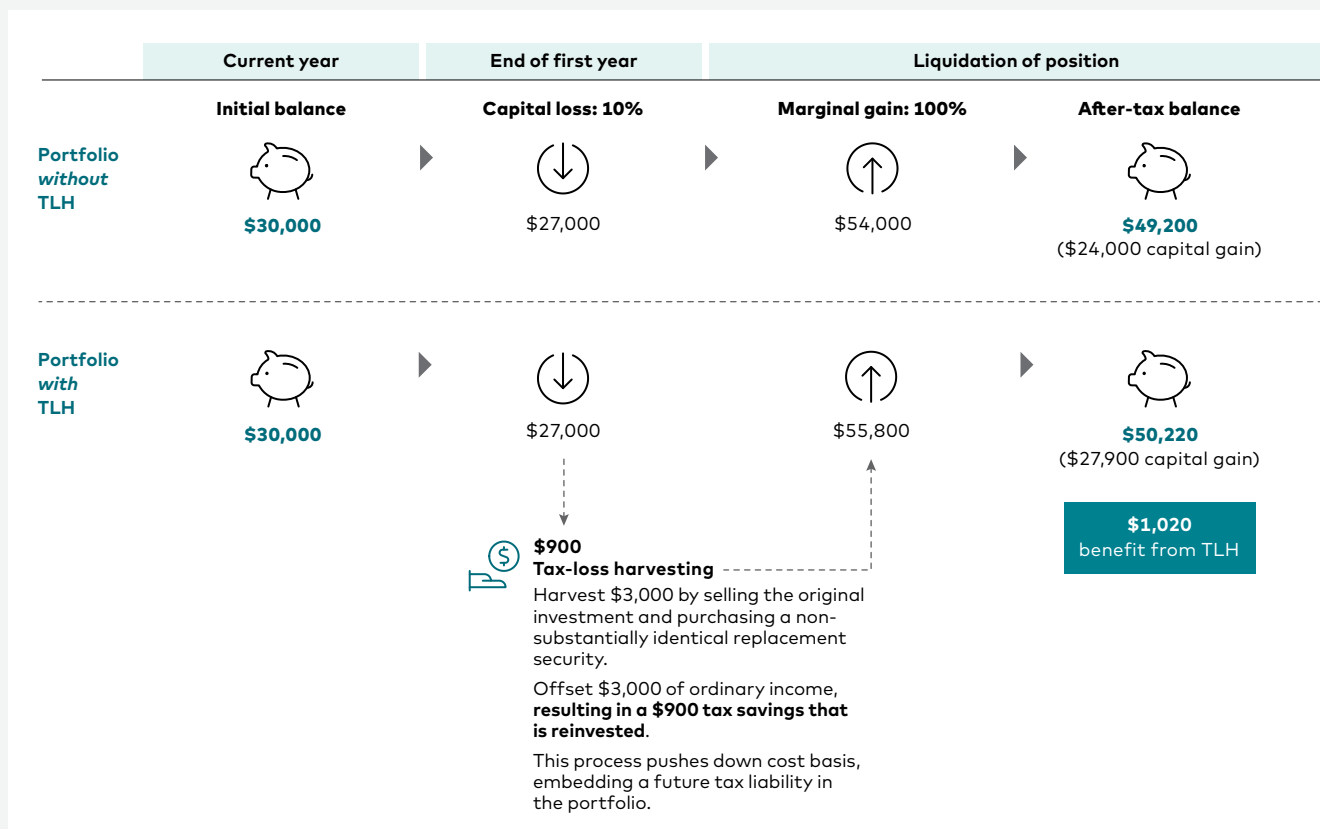 Current year
End of first year
Liquidation of position
Initial balance
Capital loss: 10%
Marginal gain: 100%
After-tax balance
Portfolio
without
TLH
$30,000
$27,000
$54,000
$49,200
($24,000 capital gain)
Portfolio
with
TLH
$30,000
$27,000
$55,800
$50,220
($27,900 capital gain)
$1,020
benefit from TLH
$
$900
Tax-loss harvesting
Harvest $3,000 by selling the original
investment and purchasing a non-
substantially identical replacement
security.
Offset $3,000 of ordinary income,
resulting in a $900 tax savings that
is reinvested.
This process pushes down cost basis,
embedding a future tax liability in
the portfolio.